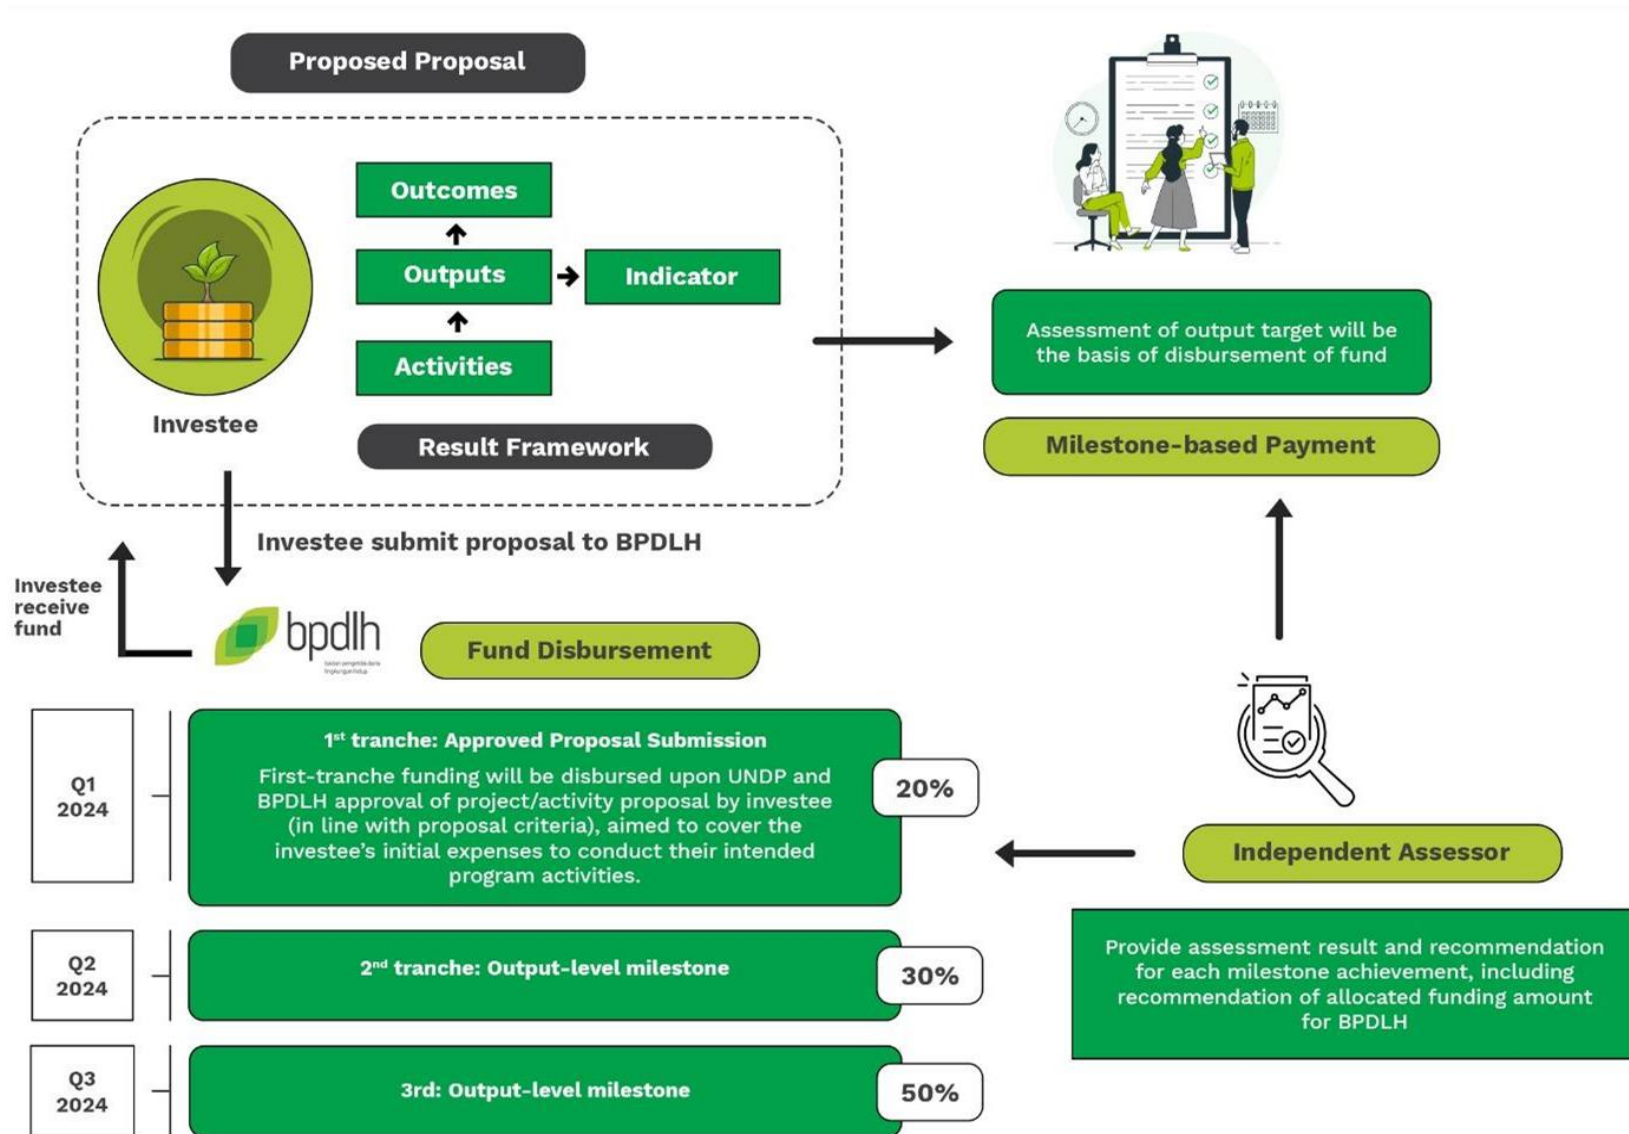 Proposed Proposal
Outcomes
Outputs
Indicator
Activities
Investee
Result Framework
Assessment of output target will be
the basis of disbursement of fund
Milestone-based Payment
Investee submit proposal to BPDLH
Investee
receive
fund
bpdlh
badan pengelola dana
lingkungan hidup
Fund Disbursement
Q1
2024
1st tranche: Approved Proposal Submission
First-tranche funding will be disbursed upon UNDP and
BPDLH approval of project/activity proposal by investee
(in line with proposal criteria), aimed to cover the
investee's initial expenses to conduct their intended
program activities.
20%
Independent Assessor
Provide assessment result and recommendation
for each milestone achievement, including
recommendation of allocated funding amount
for BPDLH
Q2
2024
2nd tranche: Output-level milestone
30%
Q3
2024
3rd: Output-level milestone
50%